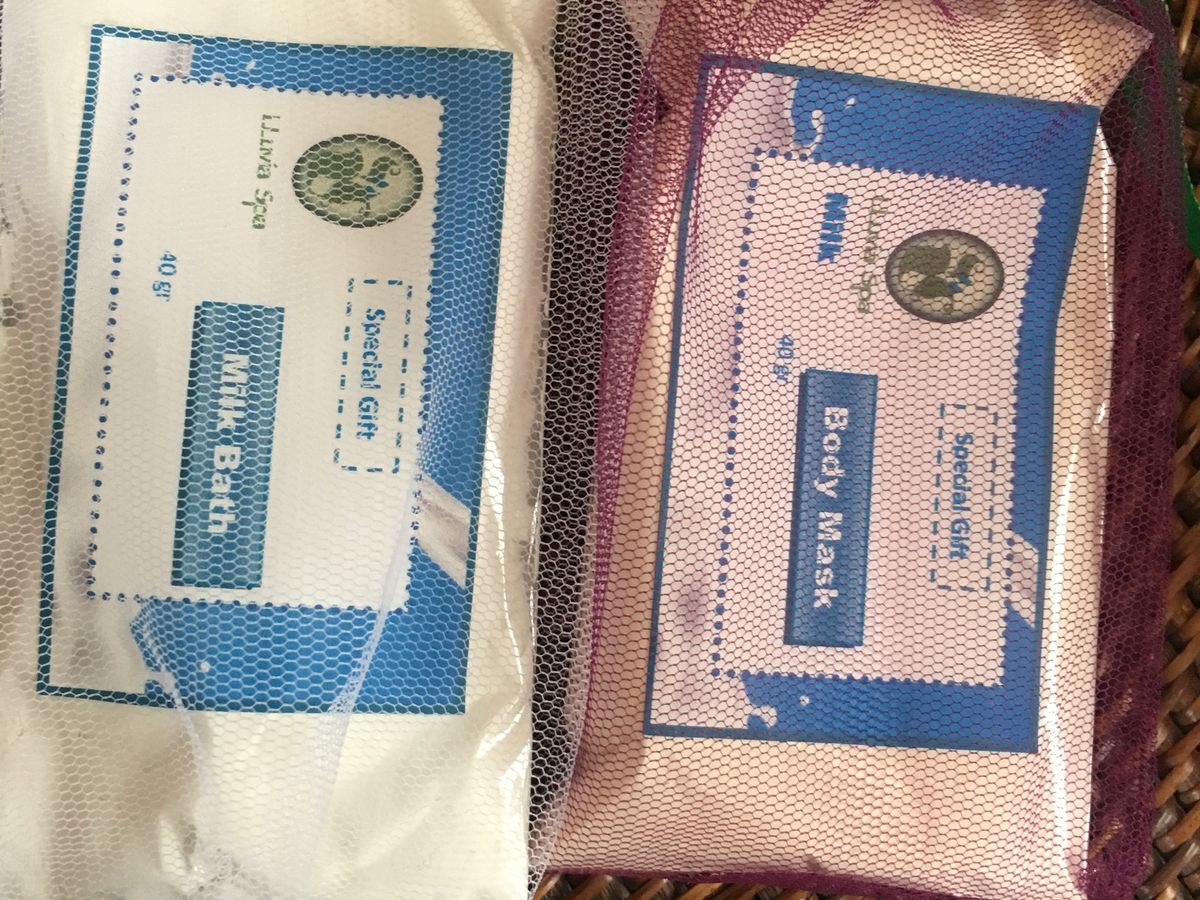 LLuvia Spa
Special Gift
40 gr
Milk Bath
LLuvia Spa
Milk
Special Gift
40 gr
Body Mask